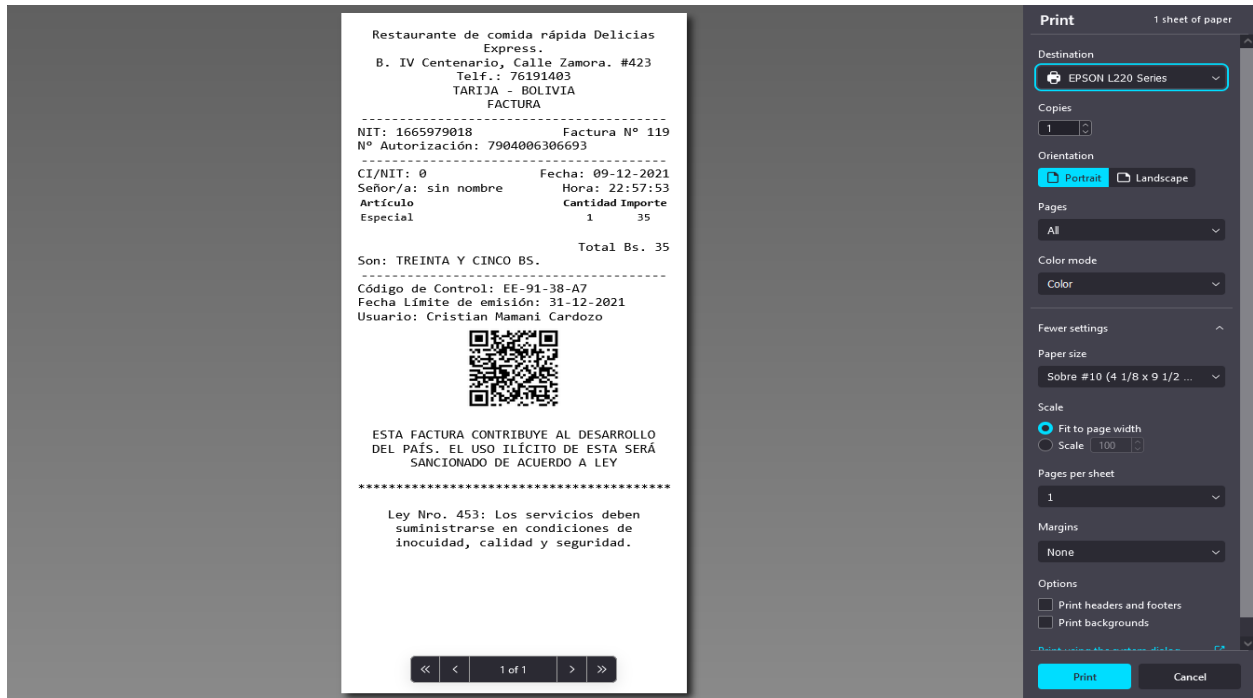 Restaurante de comida rápida Delicias
Express.
B. IV Centenario, Calle Zamora. #423
Telf.: 76191403
TARIJA - BOLIVIA
FACTURA
----------------------------------------
NIT: 1665979018 Factura Nº 119
Nº Autorización: 7904006306693
----------------------------------------
CI/NIT: 0 Fecha: 09-12-2021
Señor/a: sin nombre Hora: 22:57:53
Artículo Cantidad Importe
Especial 1 35
Total Bs. 35
Son: TREINTA Y CINCO BS.
----------------------------------------
Código de Control: EE-91-38-A7
Fecha Límite de emisión: 31-12-2021
Usuario: Cristian Mamani Cardozo
ESTA FACTURA CONTRIBUYE AL DESARROLLO
DEL PAÍS. EL USO ILÍCITO DE ESTA SERÁ
SANCIONADO DE ACUERDO A LEY
*****************************************
Ley Nro. 453: Los servicios deben
suministrarse en condiciones de
inocuidad, calidad y seguridad.
1 of 1
Print 1 sheet of paper
Destination
EPSON L220 Series
Copies
1
Orientation
Portrait Landscape
Pages
All
Color mode
Color
Fewer settings
Paper size
Sobre #10 (4 1/8 x 9 1/2 ...
Scale
Fit to page width
Scale 100
Pages per sheet
1
Margins
None
Options
Print headers and footers
Print backgrounds
Print using the system dialog
Print Cancel